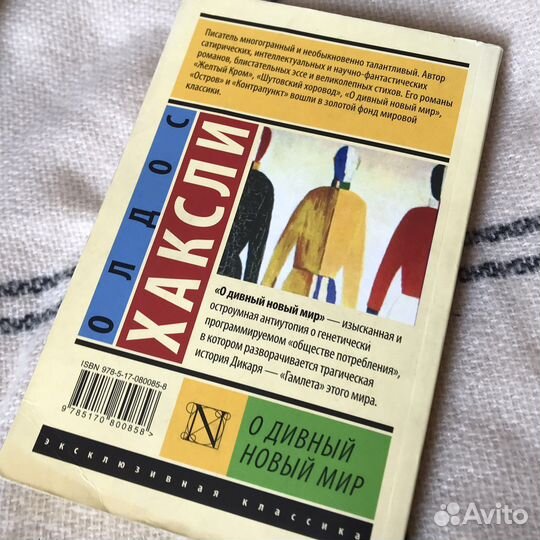 Писатель многогранный и необыкновенно талантливый. Автор
сатирических, интеллектуальных и научно-фантастических
романов, блистательных эссе и великолепных стихов. Его романы
«Желтый Кром», «Шутовской хоровод», «О дивный новый мир»,
«Остров» и «Контрапункт» вошли в золотой фонд мировой
классики.
ОЛДОС
ХАКСЛИ
«О дивный новый мир» — изысканная и
остроумная антиутопия о генетически
программируемом «обществе потребления»,
в котором разворачивается трагическая
история Дикаря — «Гамлета» этого мира.
ISBN 978-5-17-080085-8
9 785170 800858 >
N
О ДИВНЫЙ
НОВЫЙ МИР
эксклюзивная классика
Avito